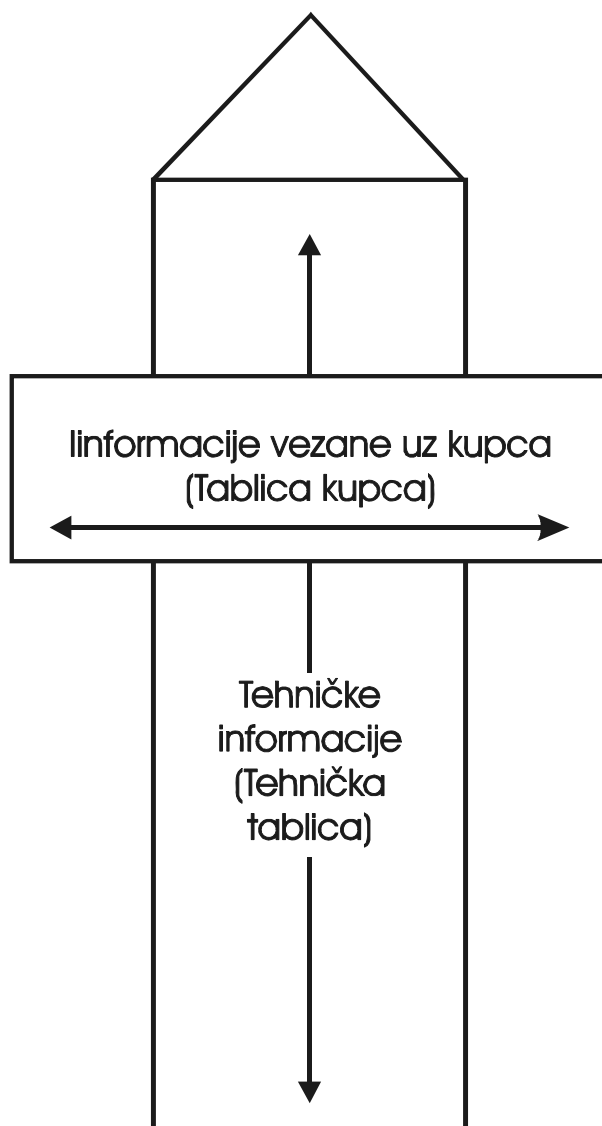 Iinformacije vezane uz kupca
(Tablica kupca)
Tehničke
informacije
(Tehnička
tablica)